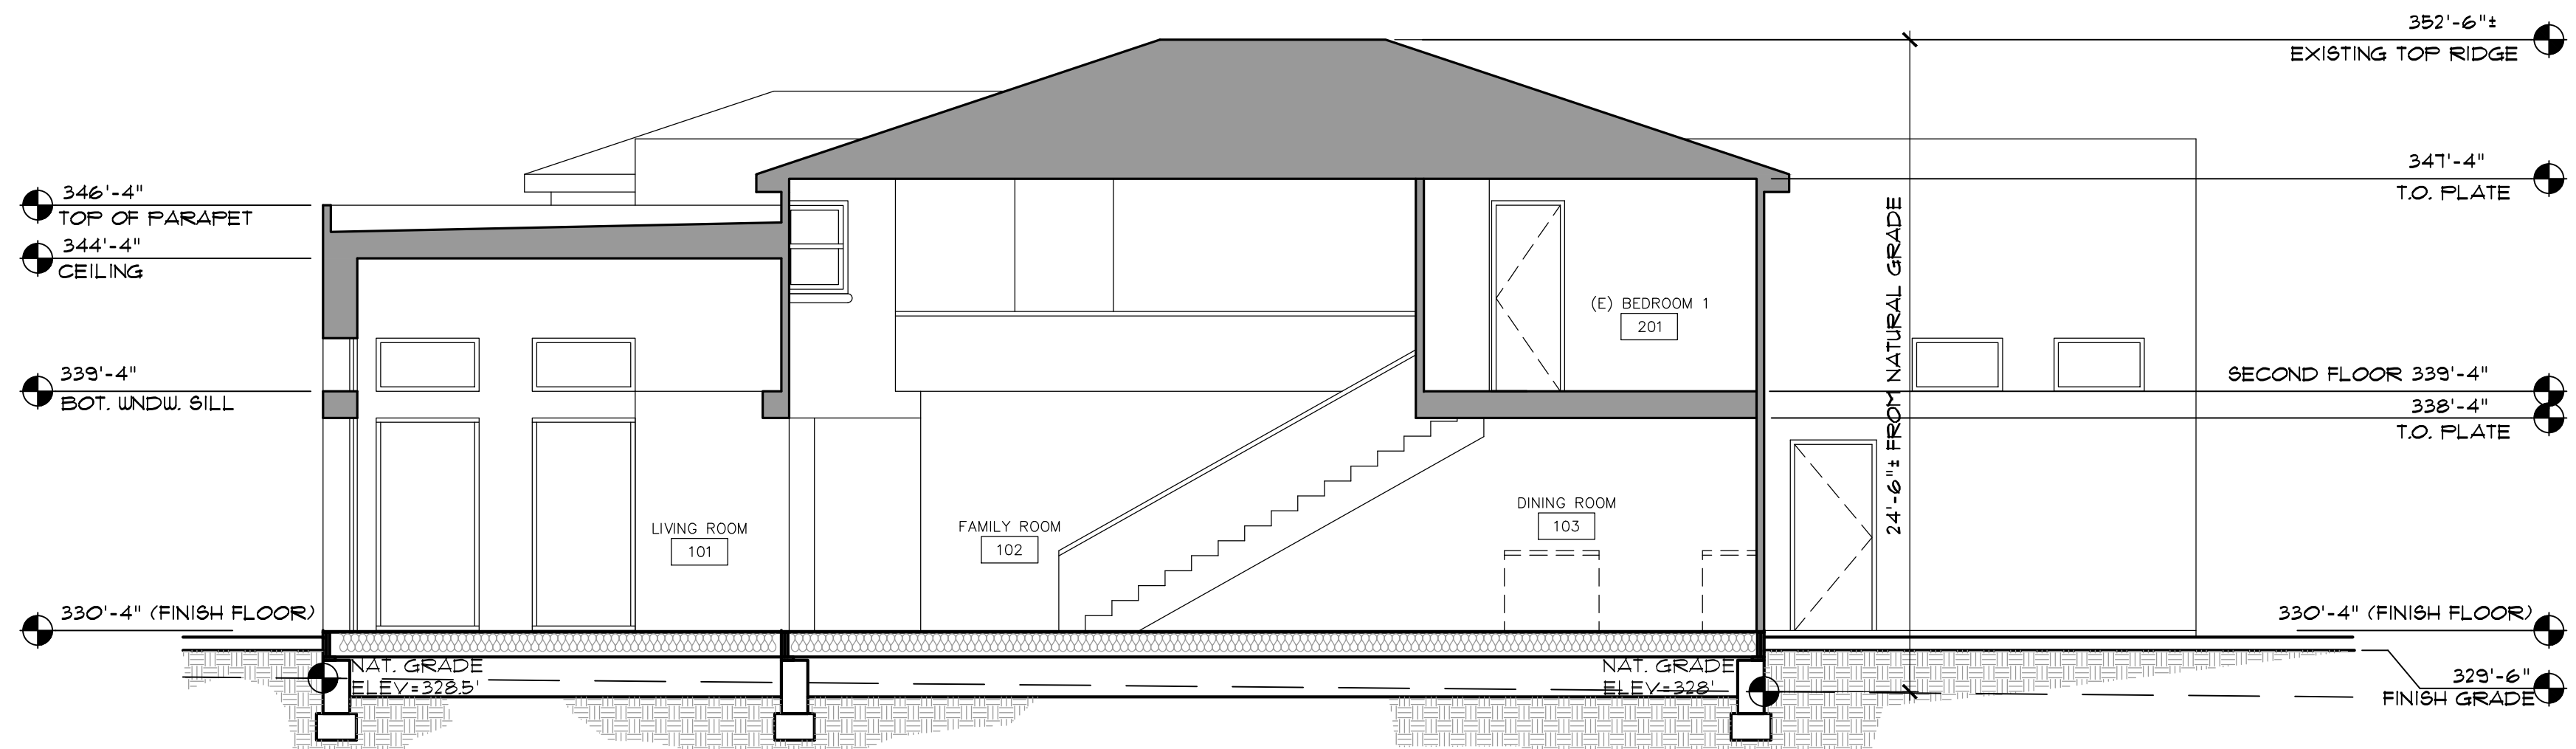 352'-6"±
EXISTING TOP RIDGE
347'-4"
T.O. PLATE
346'-4"
TOP OF PARAPET
344'-4"
CEILING
24'-6"± FROM NATURAL GRADE
(E) BEDROOM 1
201
339'-4"
BOT. WNDW. SILL
SECOND FLOOR 339'-4"
338'-4"
T.O. PLATE
LIVING ROOM
101
FAMILY ROOM
102
DINING ROOM
103
330'-4" (FINISH FLOOR)
330'-4" (FINISH FLOOR)
NAT. GRADE
ELEV=328.5'
NAT. GRADE
ELEV=328'
329'-6"
FINISH GRADE